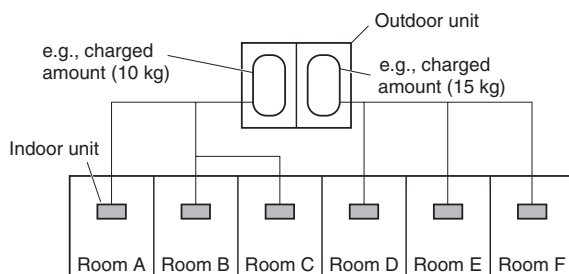 Outdoor unit
e.g., charged
amount (10 kg)
e.g., charged
amount (15 kg)
Indoor unit
Room A Room B Room C Room D Room E Room F